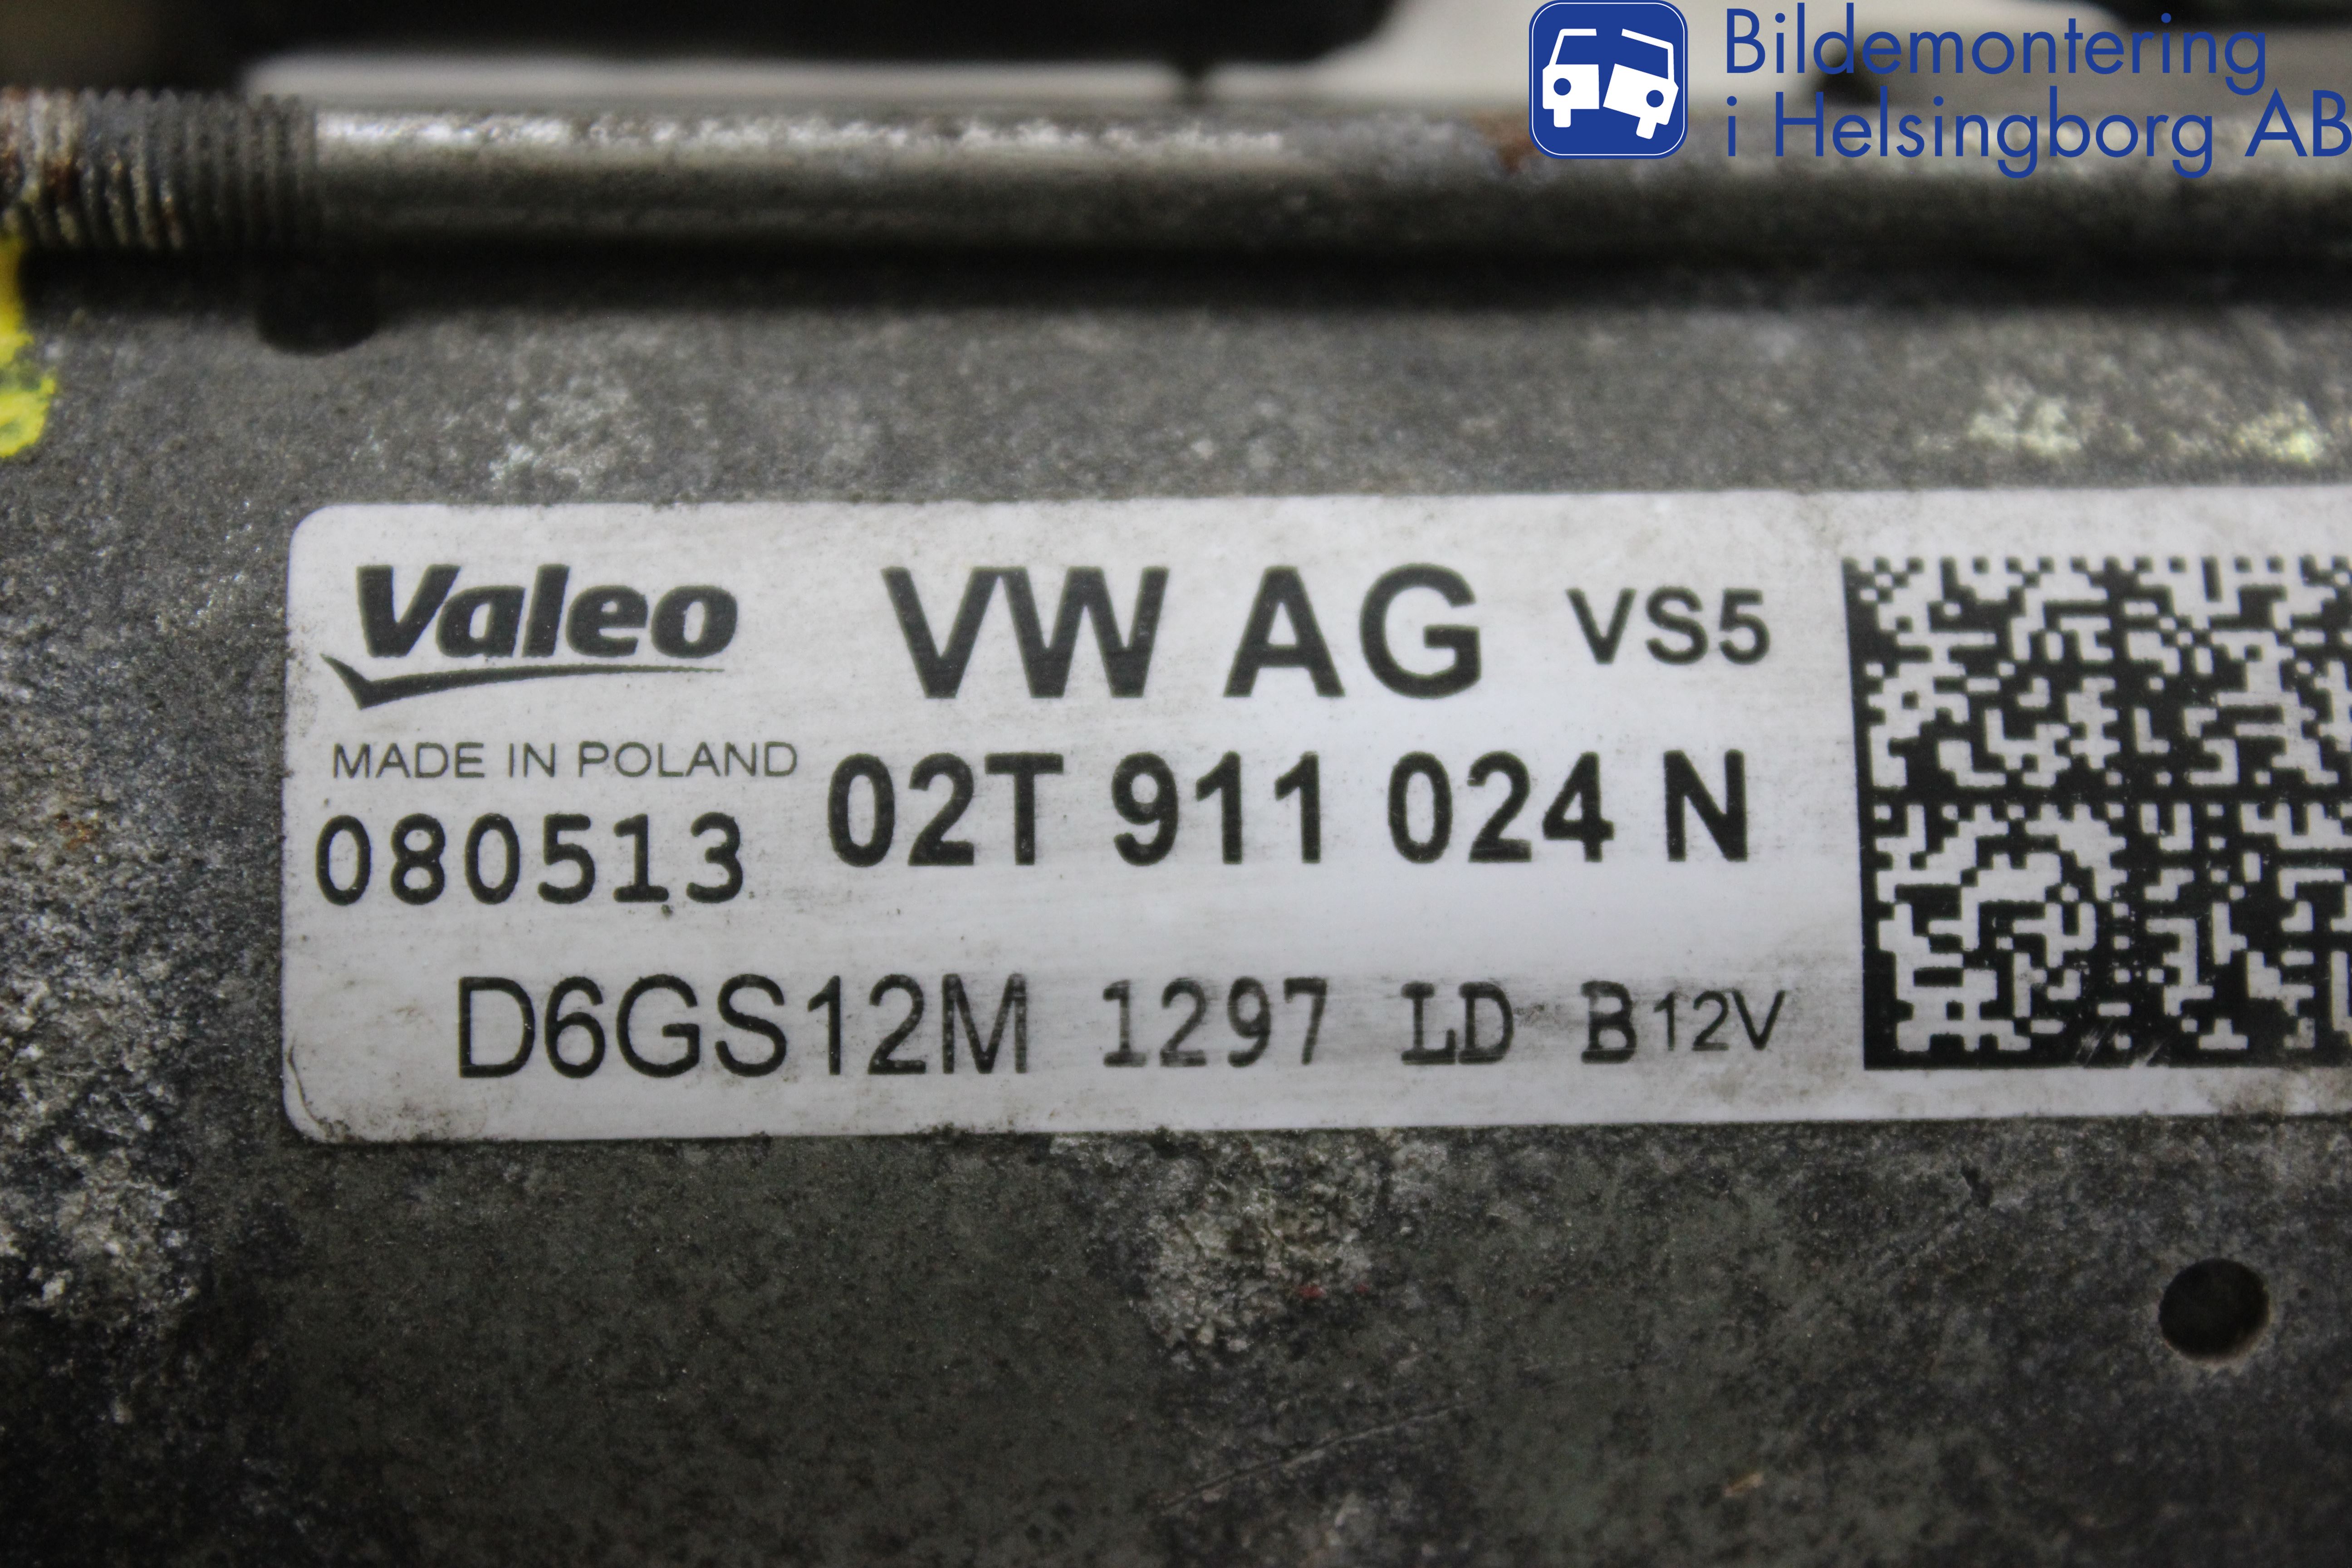 Bildemontering
i Helsingborg AB
Valeo VW AG VS5
MADE IN POLAND
080513 02T 911 024 N
D6GS12M 1297 LD B12V